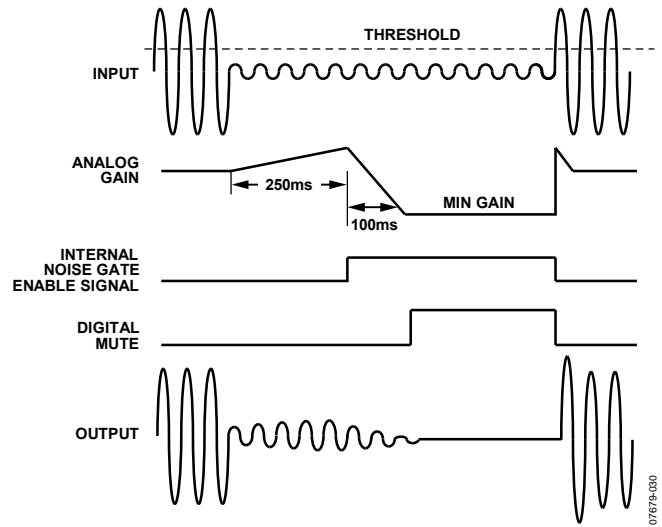 THRESHOLD
INPUT
ANALOG
GAIN
250ms
MIN GAIN
100ms
INTERNAL
NOISE GATE
ENABLE SIGNAL
DIGITAL
MUTE
OUTPUT
07679-030